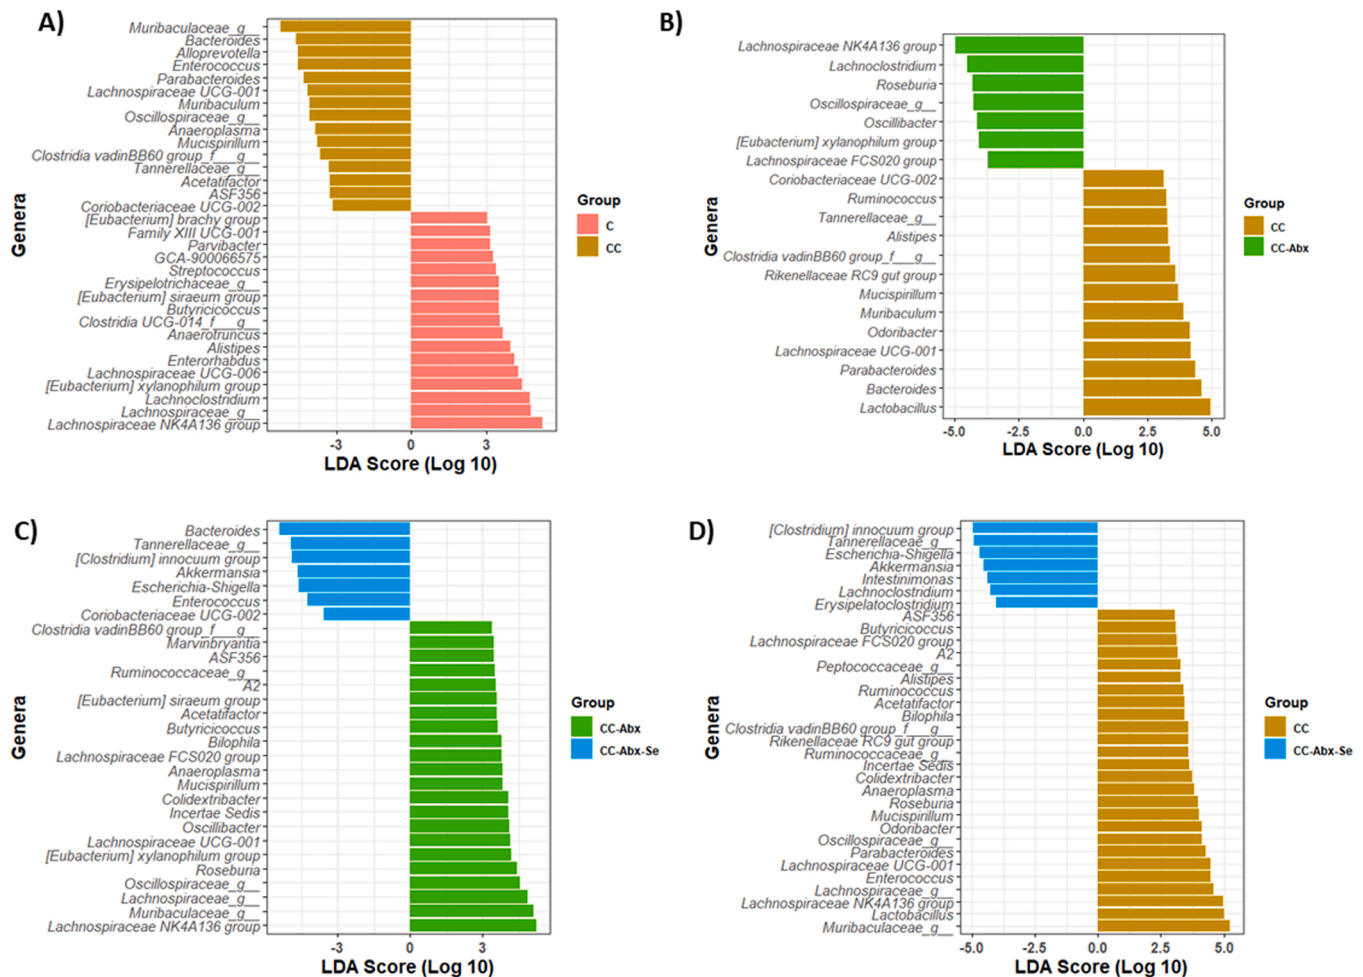 A)
Muribaculaceae_g__
Bacteroides
Alloprevotella
Enterococcus
Parabacteroides
Lachnospiraceae UCG-001
Muribaculum
Oscillospiraceae_g__
Anaeroplasma
Mucispirillum
Clostridia vadinBB60 group_f___g__
Tannerellaceae_g__
Acetatifactor
ASF356
Coriobacteriaceae UCG-002
[Eubacterium] brachy group
Family XIII UCG-001
Parvibacter
GCA-900066575
Streptococcus
Erysipelotrichaceae_g__
[Eubacterium] siraeum group
Butyricicoccus
Clostridia UCG-014_f___g__
Anaerotruncus
Alistipes
Enterorhabdus
Lachnospiraceae UCG-006
[Eubacterium] xylanophilum group
Lachnoclostridium
Lachnospiraceae_g__
Lachnospiraceae NK4A136 group
Genera
-3 0 3
LDA Score (Log 10)
Group
C
CC
B)
Lachnospiraceae NK4A136 group
Lachnoclostridium
Roseburia
Oscillospiraceae_g__
Oscillibacter
[Eubacterium] xylanophilum group
Lachnospiraceae FCS020 group
Coriobacteriaceae UCG-002
Ruminococcus
Tannerellaceae_g__
Alistipes
Clostridia vadinBB60 group_f___g__
Rikenellaceae RC9 gut group
Mucispirillum
Muribaculum
Odoribacter
Lachnospiraceae UCG-001
Parabacteroides
Bacteroides
Lactobacillus
Genera
-5.0 -2.5 0.0 2.5 5.0
LDA Score (Log 10)
Group
CC
CC-Abx
C)
Bacteroides
Tannerellaceae_g__
[Clostridium] innocuum group
Akkermansia
Escherichia-Shigella
Enterococcus
Coriobacteriaceae UCG-002
Clostridia vadinBB60 group_f___g__
Marvinbryantia
ASF356
Ruminococcaceae_g__
A2
[Eubacterium] siraeum group
Acetatifactor
Butyricicoccus
Bilophila
Lachnospiraceae FCS020 group
Anaeroplasma
Mucispirillum
Colidextribacter
Incertae Sedis
Oscillibacter
Lachnospiraceae UCG-001
[Eubacterium] xylanophilum group
Roseburia
Oscillospiraceae_g__
Lachnospiraceae_g__
Muribaculaceae_g__
Lachnospiraceae NK4A136 group
Genera
-3 0 3
LDA Score (Log 10)
Group
CC-Abx
CC-Abx-Se
D)
[Clostridium] innocuum group
Tannerellaceae_g__
Escherichia-Shigella
Akkermansia
Intestinimonas
Lachnoclostridium
Erysipelatoclostridium
ASF356
Butyricicoccus
Lachnospiraceae FCS020 group
A2
Peptococcaceae_g__
Alistipes
Ruminococcus
Acetatifactor
Bilophila
Clostridia vadinBB60 group_f___g__
Rikenellaceae RC9 gut group
Ruminococcaceae_g__
Incertae Sedis
Colidextribacter
Anaeroplasma
Roseburia
Mucispirillum
Odoribacter
Oscillospiraceae_g__
Parabacteroides
Lachnospiraceae UCG-001
Enterococcus
Lachnospiraceae_g__
Lachnospiraceae NK4A136 group
Lactobacillus
Muribaculaceae_g__
Genera
-5.0 -2.5 0.0 2.5 5.0
LDA Score (Log 10)
Group
CC
CC-Abx-Se